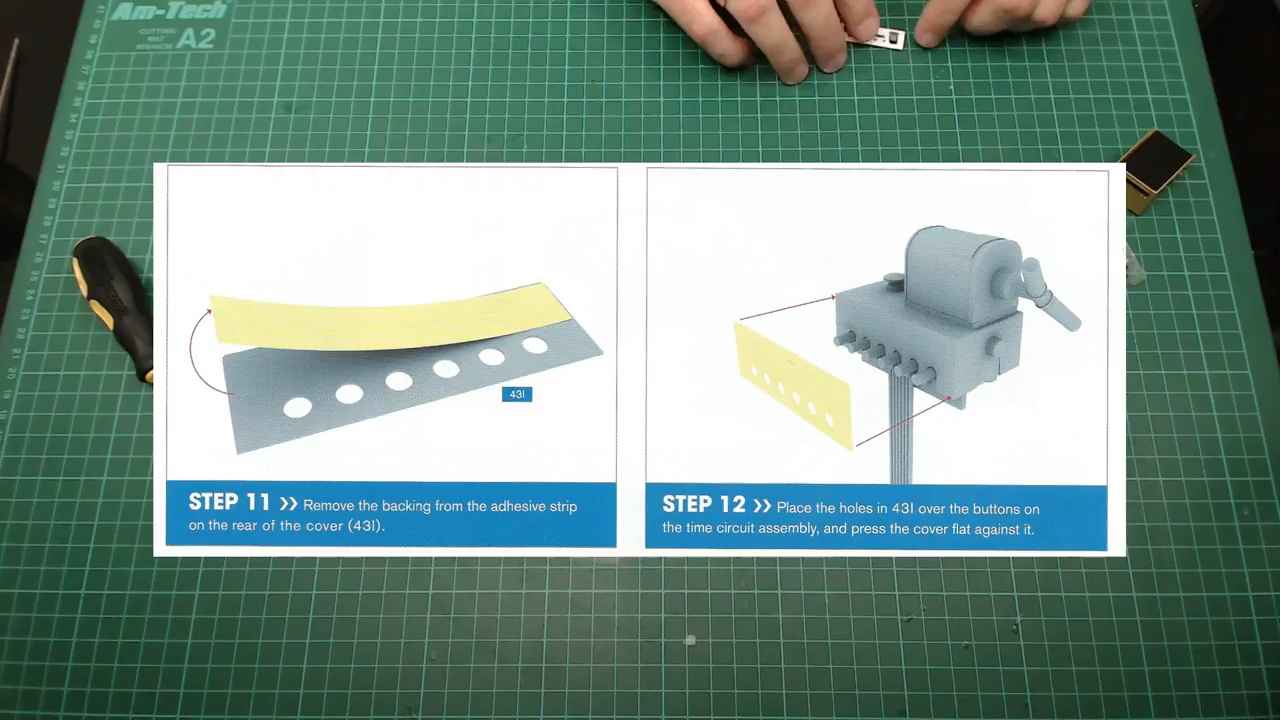 Am-Tech
CUTTING
MAT
A2
43I
STEP 11 >> Remove the backing from the adhesive strip
on the rear of the cover (43I).
STEP 12 >> Place the holes in 43I over the buttons on
the time circuit assembly, and press the cover flat against it.